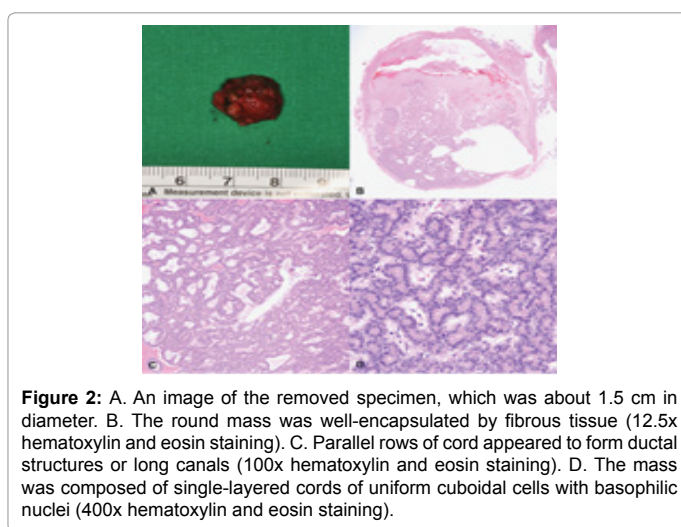 6 7 8 9
A Measurement device is not
B
C
D
Figure 2: A. An image of the removed specimen, which was about 1.5 cm in
diameter. B. The round mass was well-encapsulated by fibrous tissue (12.5x
hematoxylin and eosin staining). C. Parallel rows of cord appeared to form ductal
structures or long canals (100x hematoxylin and eosin staining). D. The mass
was composed of single-layered cords of uniform cuboidal cells with basophilic
nuclei (400x hematoxylin and eosin staining).